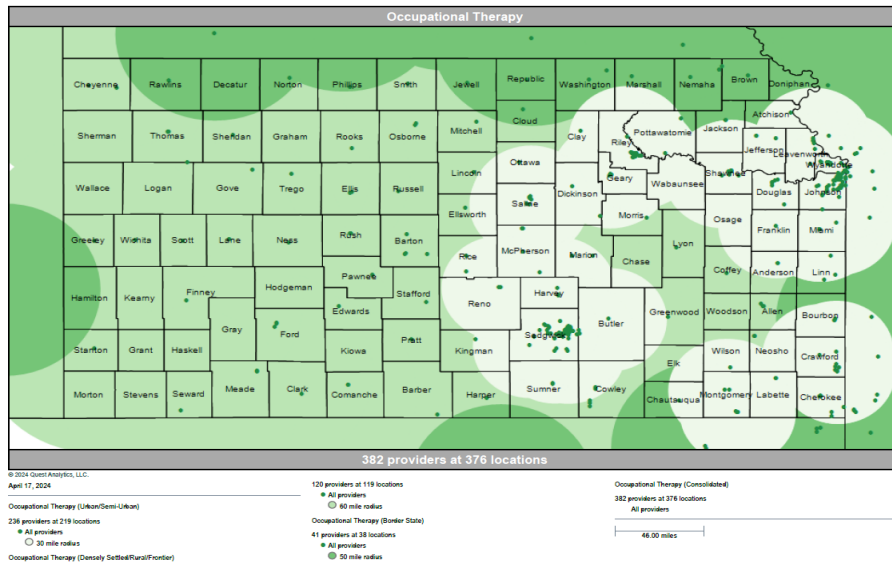 Occupational Therapy
Cheyenne Rawlins Decatur Norton Phillips Smith Jewell Republic Washington Marshall Nemaha Brown Doniphan
Atchison
Cloud
Sherman Thomas Sheridan Graham Rooks Osborne Mitchell Clay Riley Pottawatomie Jackson
Jefferson Leavenworth
Wyandotte
Ottawa
Wallace Logan Gove Trego Ellis Russell Lincoln Dickinson Geary Wabaunsee Shawnee Douglas Johnson
Saline
Ellsworth Morris Osage
Greeley Wichita Scott Lane Ness Rush Barton McPherson Marion Chase Lyon Franklin Miami
Rice
Hamilton Kearny Finney Hodgeman Pawnee Stafford Reno Harvey Coffey Anderson Linn
Gray Ford Edwards Sedgwick Butler Greenwood Woodson Allen Bourbon
Stanton Grant Haskell Kiowa Pratt Kingman Elk Wilson Neosho Crawford
Morton Stevens Seward Meade Clark Comanche Barber Harper Sumner Cowley Chautauqua Montgomery Labette Cherokee
382 providers at 376 locations
© 2024 Quest Analytics, LLC.
April 17, 2024
Occupational Therapy (Urban/Semi-Urban)
236 providers at 219 locations
All providers
30 mile radius
Occupational Therapy (Densely Settled/Rural/Frontier)
120 providers at 119 locations
All providers
60 mile radius
Occupational Therapy (Border State)
41 providers at 38 locations
All providers
50 mile radius
Occupational Therapy (Consolidated)
382 providers at 376 locations
All providers
46.00 miles